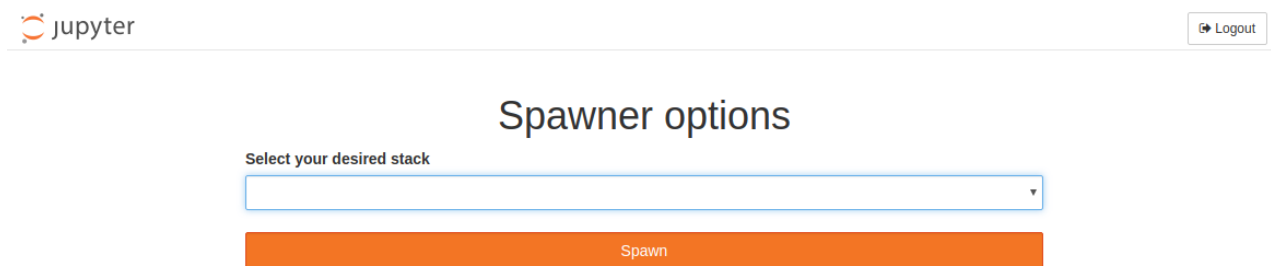 jupyter
Logout
Spawner options
Select your desired stack
Spawn